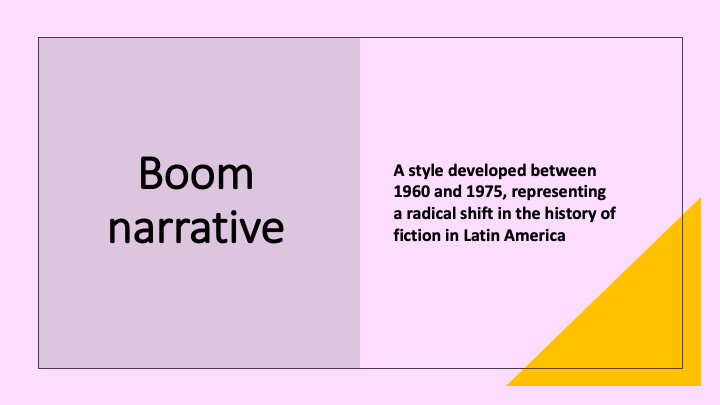 Boom
narrative
A style developed between
1960 and 1975, representing
a radical shift in the history of
fiction in Latin America